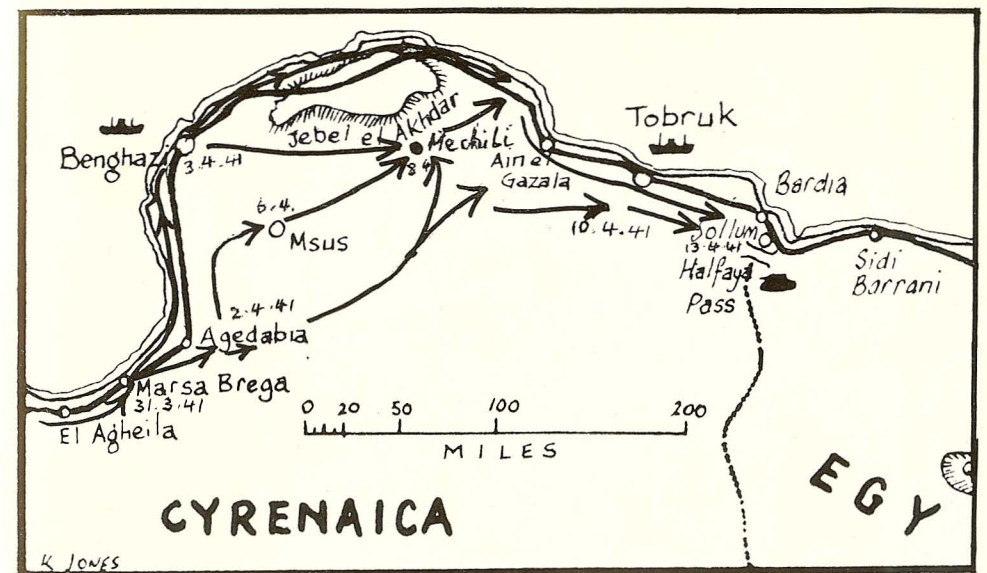 Tobruk
Jebel el Akhdar
Benghazi
3.4.41
Mechili
8.4
Ain el
Gazala
Bardia
6.4.
Msus
10.4.41
Sollum
13.4.41
Halfaya
Pass
Sidi
Barrani
2.4.41
Agedabia
Marsa Brega
31.3.41
El Agheila
0 20 50 100 200
MILES
CYRENAICA
EGY
K JONES